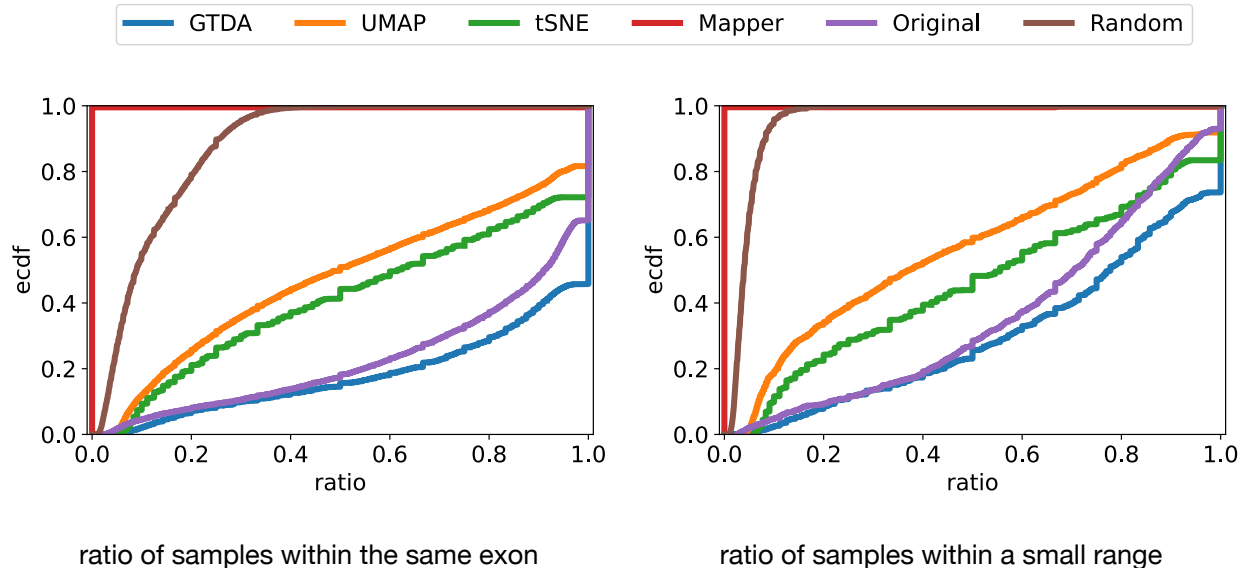 GTDA UMAP tSNE Mapper Original Random
1.0 1.0
0.8 0.8
0.6 0.6
ecdf ecdf
0.4 0.4
0.2 0.2
0.0 0.0
0.0 0.2 0.4 0.6 0.8 1.0 0.0 0.2 0.4 0.6 0.8 1.0
ratio ratio
ratio of samples within the same exon ratio of samples within a small range